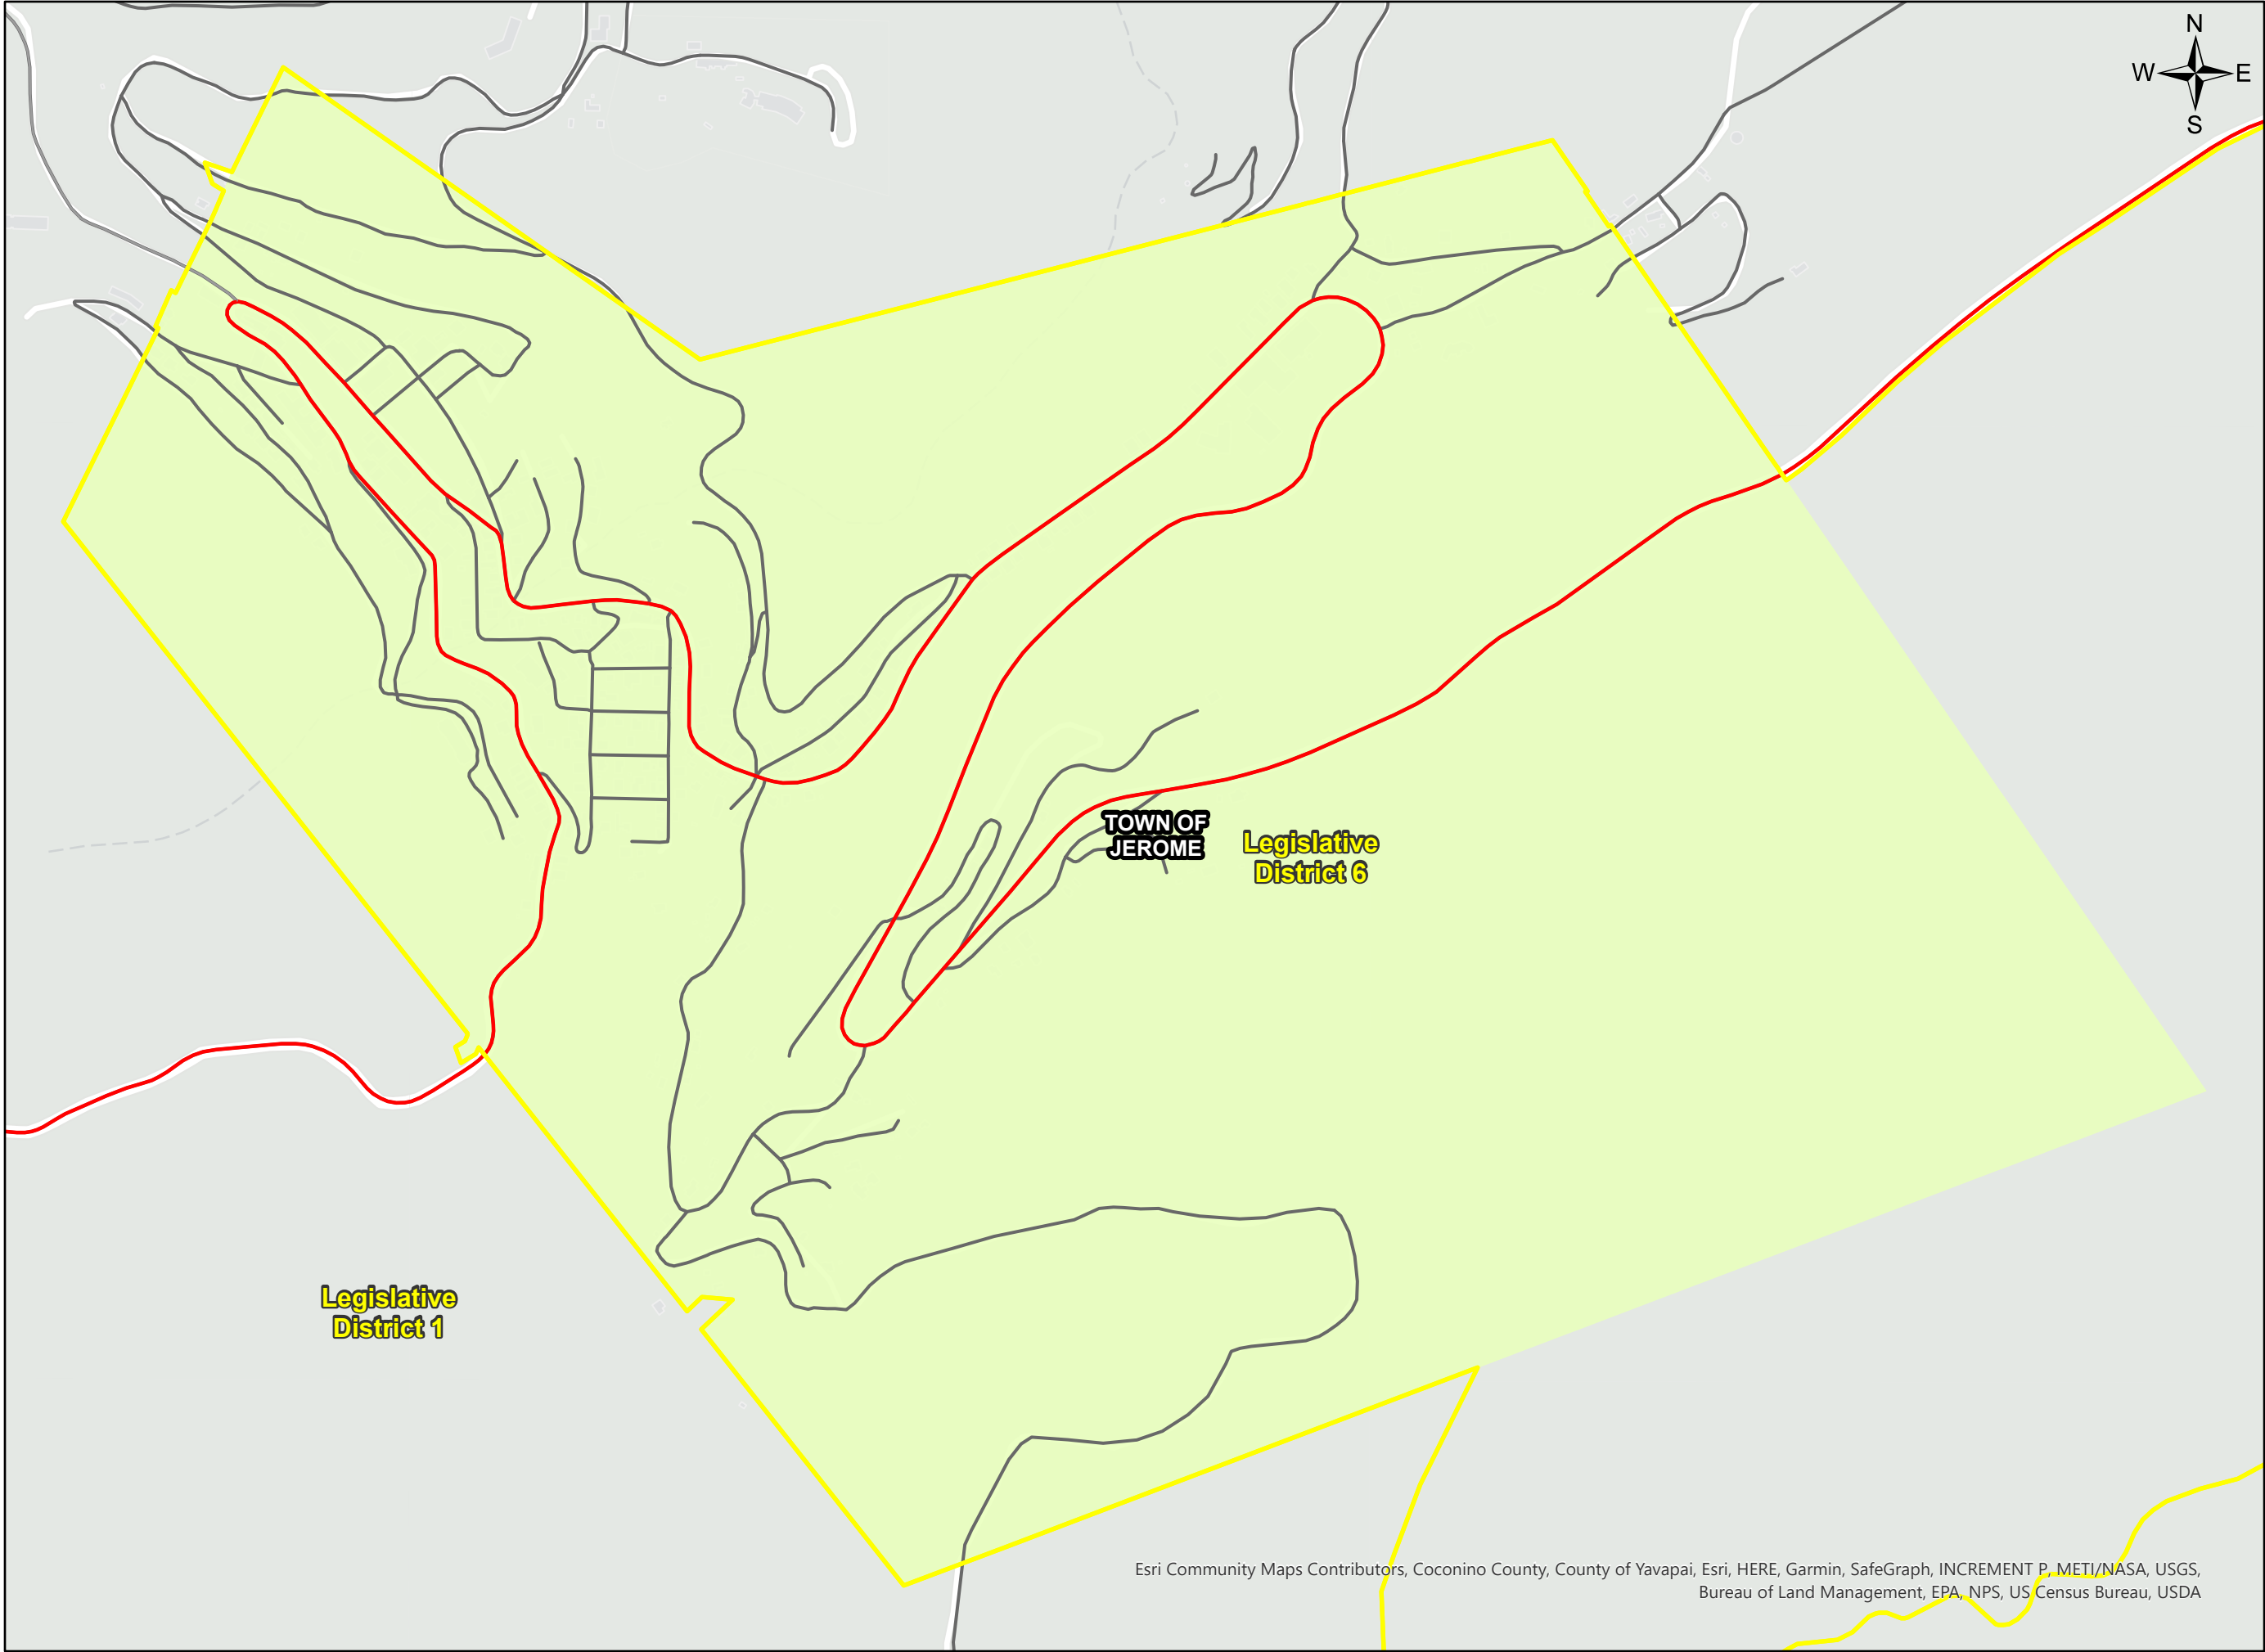 N
W E
S
TOWN OF
JEROME
Legislative
District 6
Legislative
District 1
Esri Community Maps Contributors, Coconino County, County of Yavapai, Esri, HERE, Garmin, SafeGraph, INCREMENT P, METI/NASA, USGS,
Bureau of Land Management, EPA, NPS, US Census Bureau, USDA